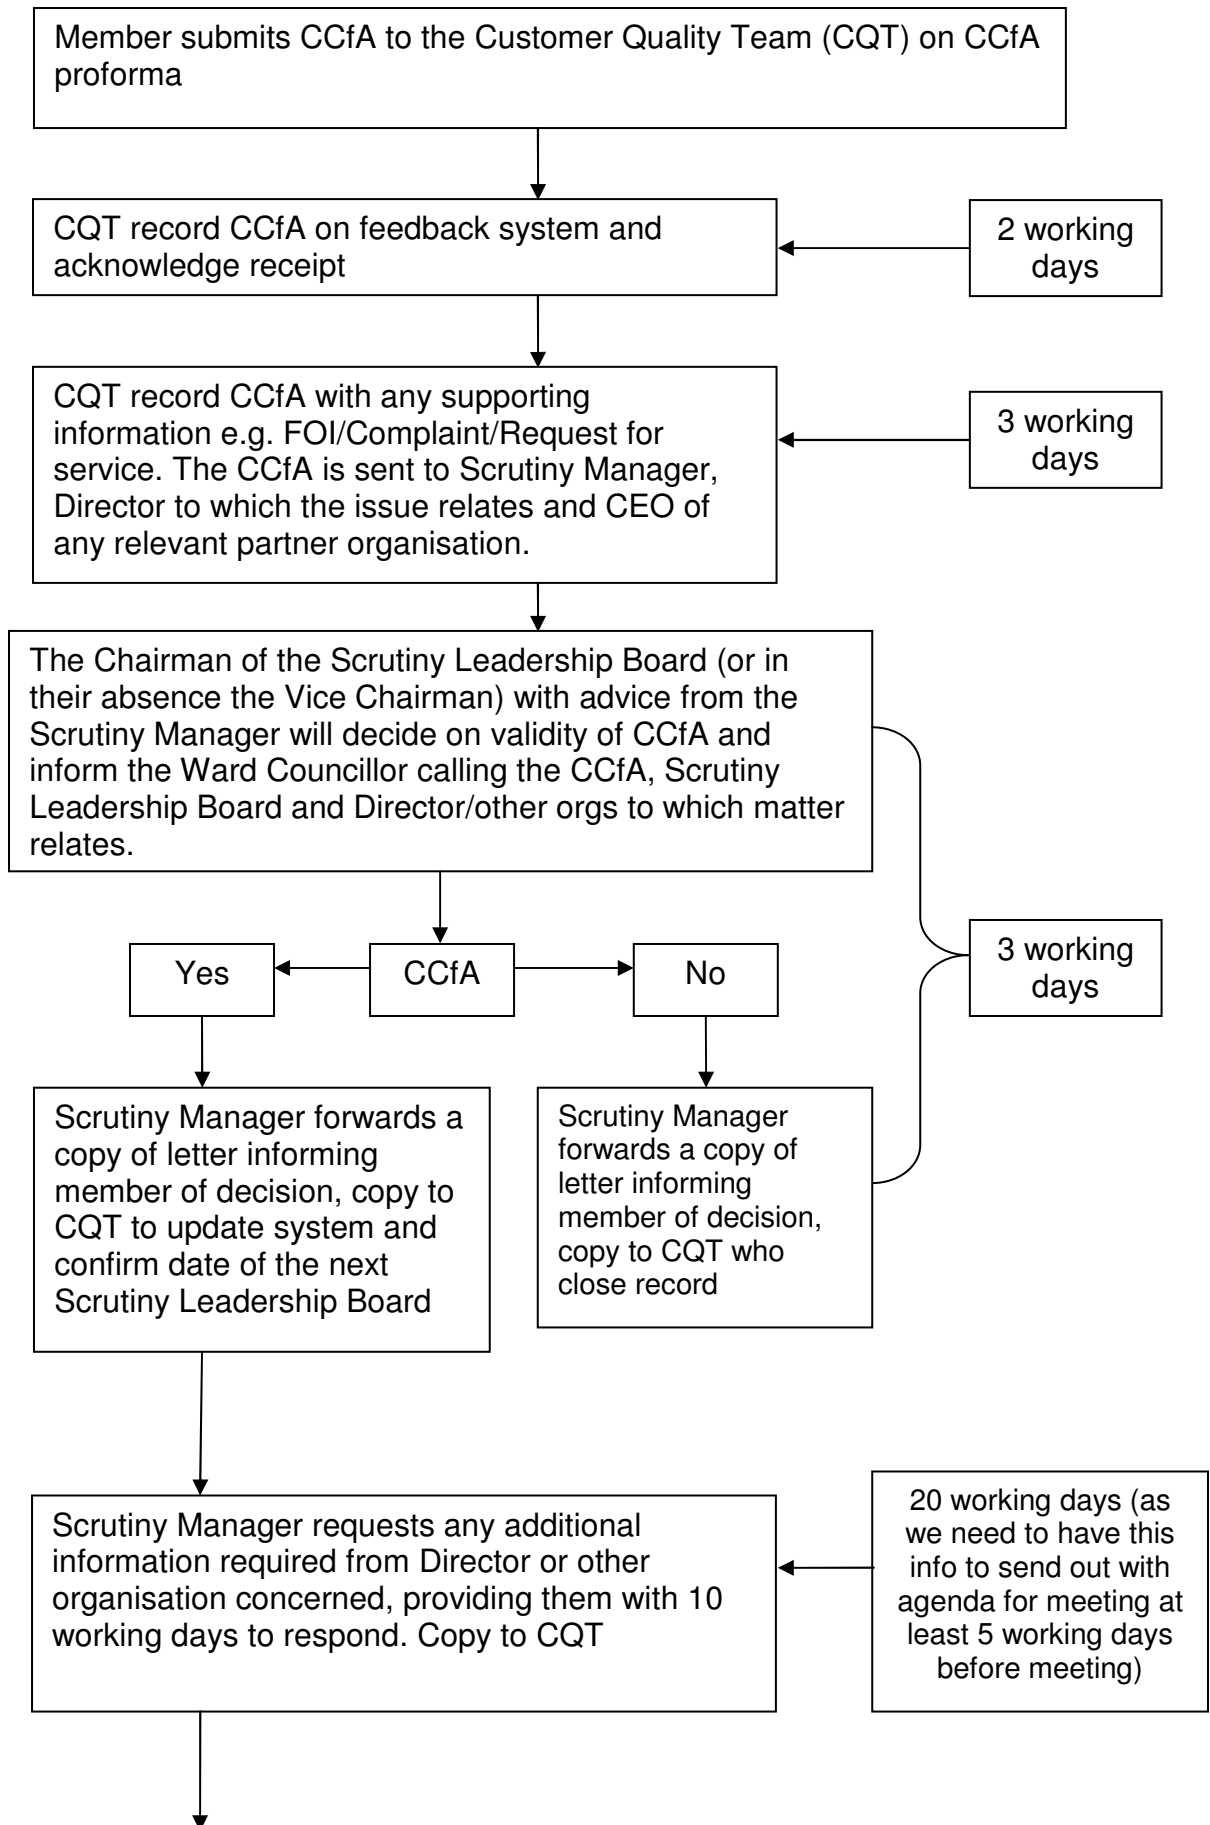 Member submits CCfA to the Customer Quality Team (CQT) on CCfA
proforma
CQT record CCfA on feedback system and
acknowledge receipt
2 working
days
CQT record CCfA with any supporting
information e.g. FOI/Complaint/Request for
service. The CCfA is sent to Scrutiny Manager,
Director to which the issue relates and CEO of
any relevant partner organisation.
3 working
days
The Chairman of the Scrutiny Leadership Board (or in
their absence the Vice Chairman) with advice from the
Scrutiny Manager will decide on validity of CCfA and
inform the Ward Councillor calling the CCfA, Scrutiny
Leadership Board and Director/other orgs to which matter
relates.
3 working
days
Yes
CCfA
No
Scrutiny Manager forwards a
copy of letter informing
member of decision, copy to
CQT to update system and
confirm date of the next
Scrutiny Leadership Board
Scrutiny Manager
forwards a copy of
letter informing
member of decision,
copy to CQT who
close record
Scrutiny Manager requests any additional
information required from Director or other
organisation concerned, providing them with 10
working days to respond. Copy to CQT
20 working days (as
we need to have this
info to send out with
agenda for meeting at
least 5 working days
before meeting)